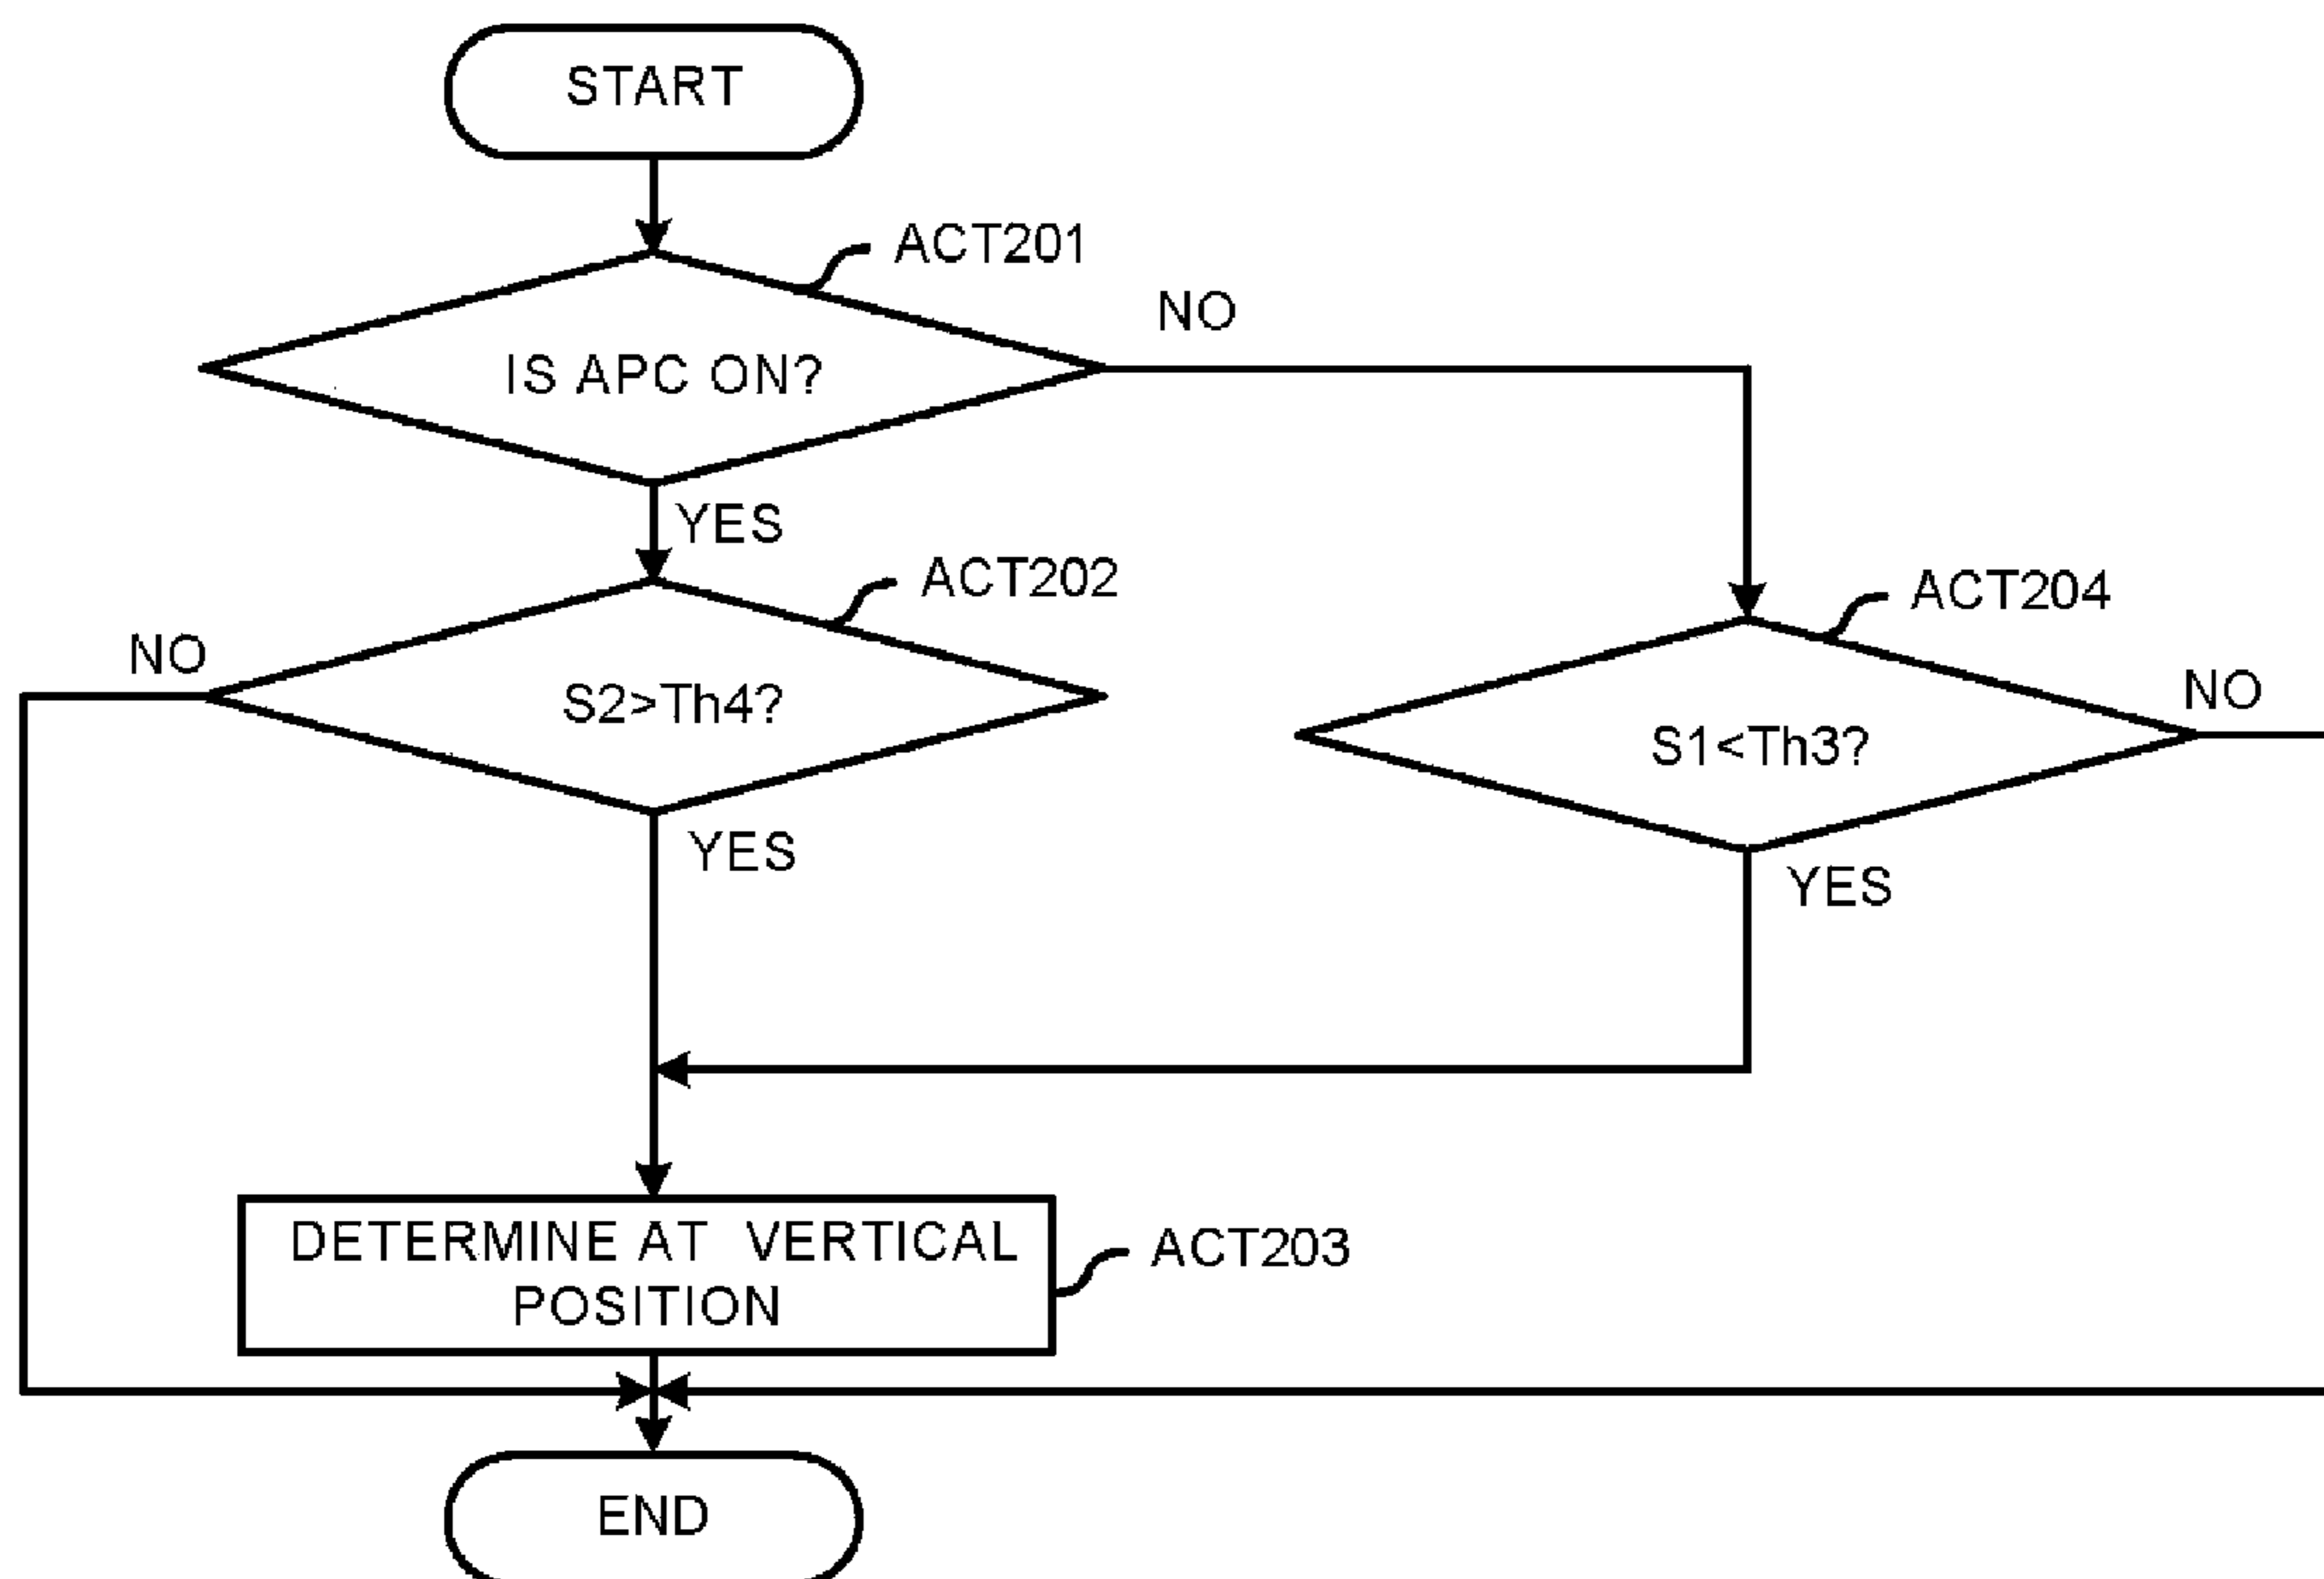 START
ACT201
NO
IS APC ON?
YES
ACT202
ACT204
NO
NO
S2>Th4?
S1<Th3?
YES
YES
DETERMINE AT VERTICAL
POSITION
ACT203
END